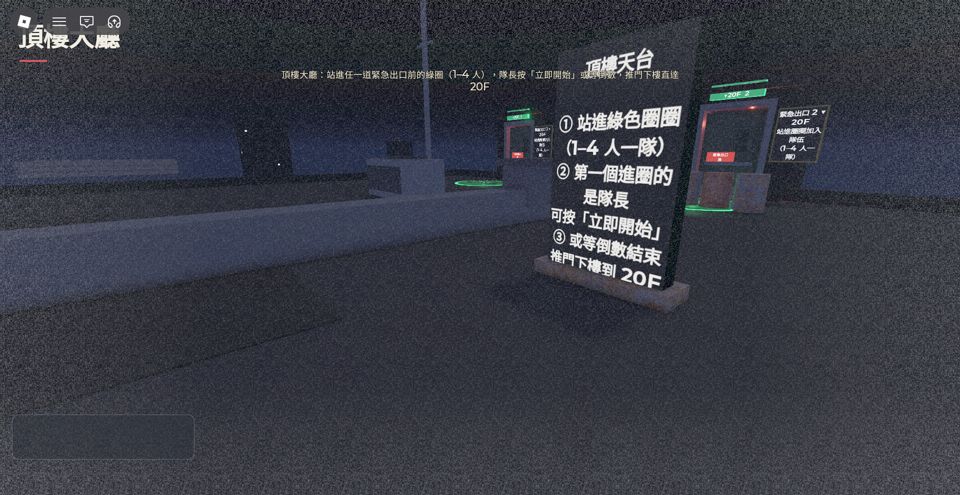 頂樓大廳
頂樓大廳：站進任一道緊急出口前的綠圈（1–4 人），隊長按「立即開始」或等倒數，推門下樓直達
20F
頂樓天台
① 站進綠色圈圈
（1–4 人一隊）
② 第一個進圈的
是隊長
可按「立即開始」
③ 或等倒數結束
推門下樓到 20F
20F 2
緊急出口 2
20F
站進圈圈加入
隊伍
（1–4 人一
隊）